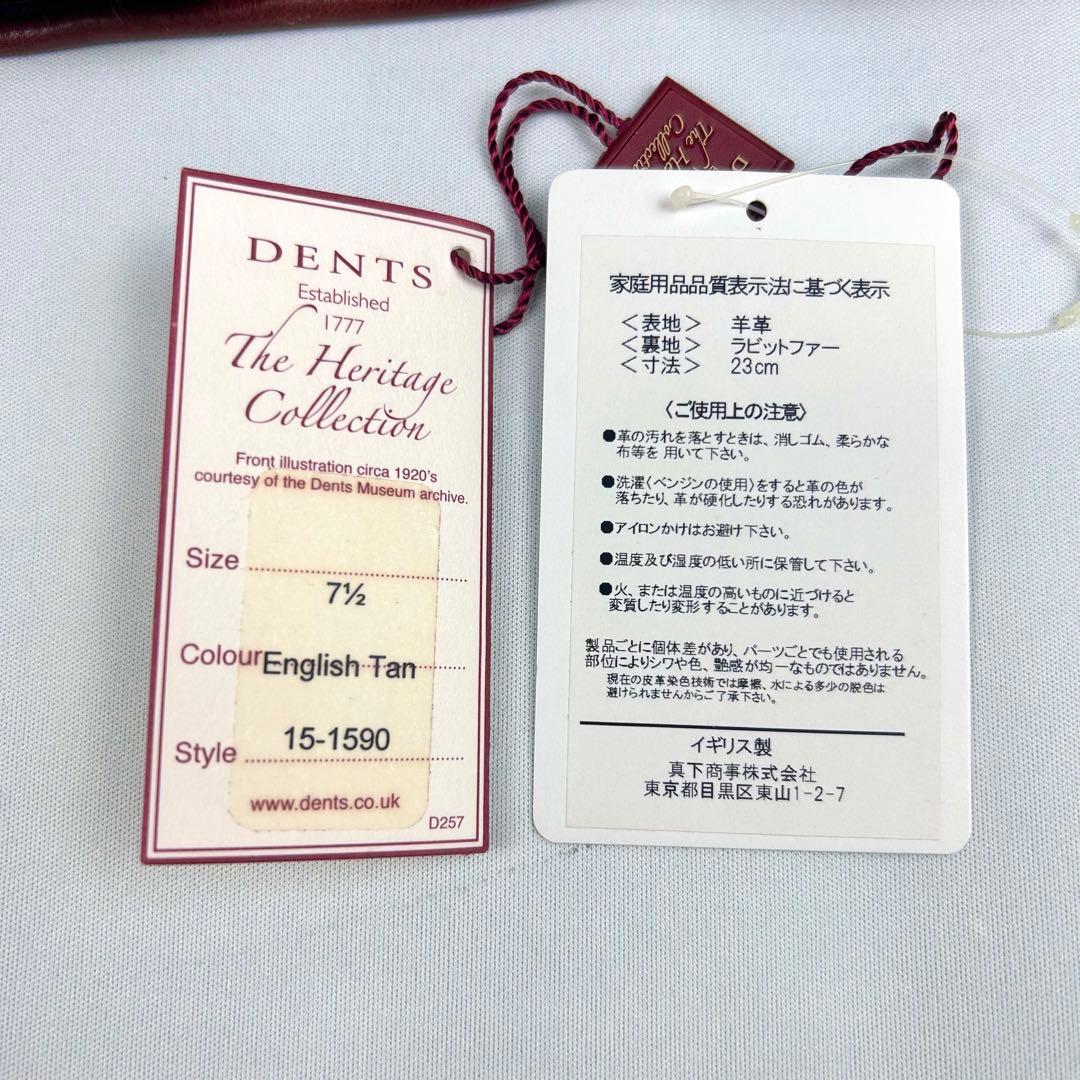 DENTS
Established
1777
The Heritage
Collection
Front illustration circa 1920's
courtesy of the Dents Museum archive.
Size
7½
Colour English Tan
Style 15-1590
www.dents.co.uk
D257
The He
Collecti
D
家庭用品品質表示法に基づく表示
＜表地＞ 羊革
＜裏地＞ ラビットファー
＜寸法＞ 23cm
〈ご使用上の注意〉
●革の汚れを落とすときは、消しゴム、柔らかな
布等を 用いて下さい。
●洗濯〈ベンジンの使用〉をすると革の色が
落ちたり、革が硬化したりする恐れがあります。
●アイロンかけはお避け下さい。
●温度及び湿度の低い所に保管して下さい。
●火、または温度の高いものに近づけると
変質したり変形することがあります。
製品ごとに個体差があり、パーツごとでも使用される
部位によりシワや色、艶感が均一なものではありません。
現在の皮革染色技術では摩擦、水による多少の脱色は
避けられませんからご了承下さい。
イギリス製
真下商事株式会社
東京都目黒区東山1-2-7